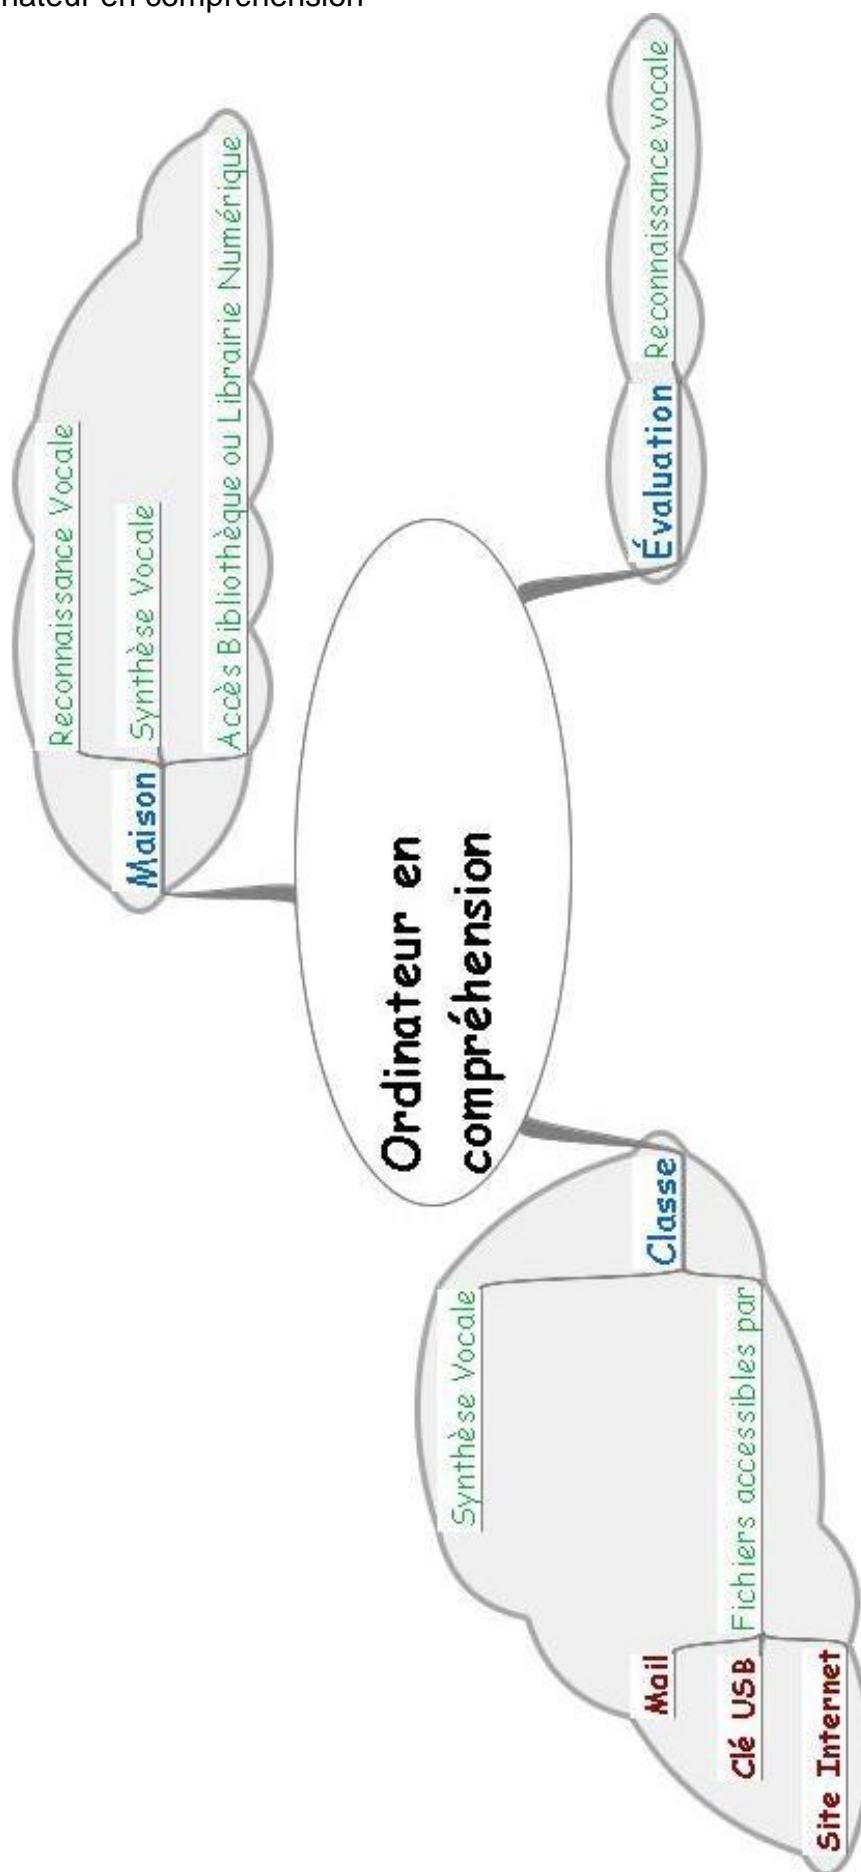 Ordinateur en
compréhension
Maison
Reconnaissance Vocale
Synthèse Vocale
Accès Bibliothèque ou Librairie Numérique
Évaluation
Reconnaissance vocale
Classe
Synthèse Vocale
Fichiers accessibles par
Mail
Clé USB
Site Internet